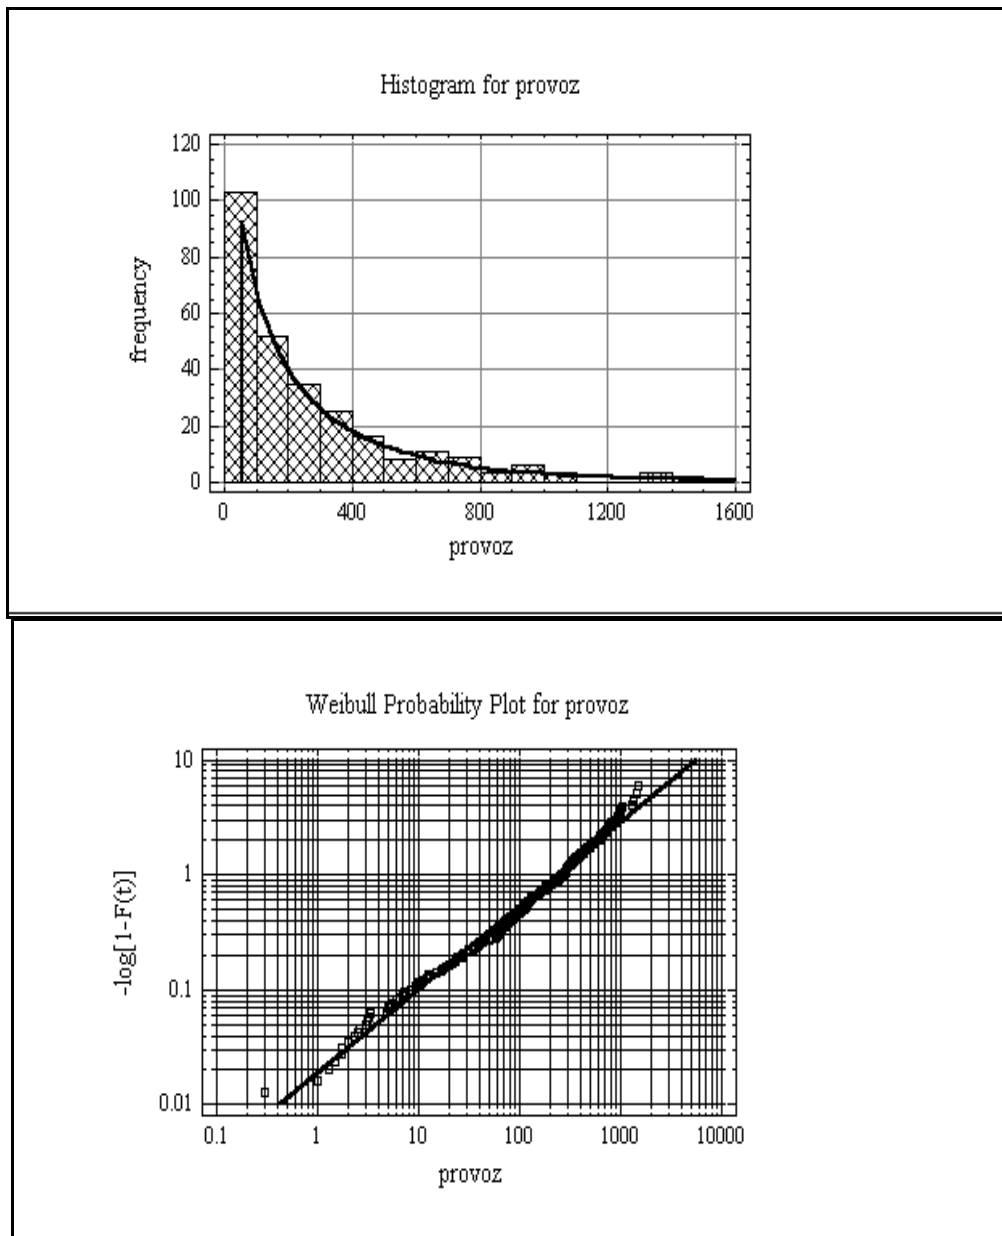 Histogram for provoz
120
100
80
60
40
20
0
frequency
0 400 800 1200 1600
provoz
Weibull Probability Plot for provoz
10
1
0.1
0.01
-log[1-F(t)]
0.1 1 10 100 1000 10000
provoz